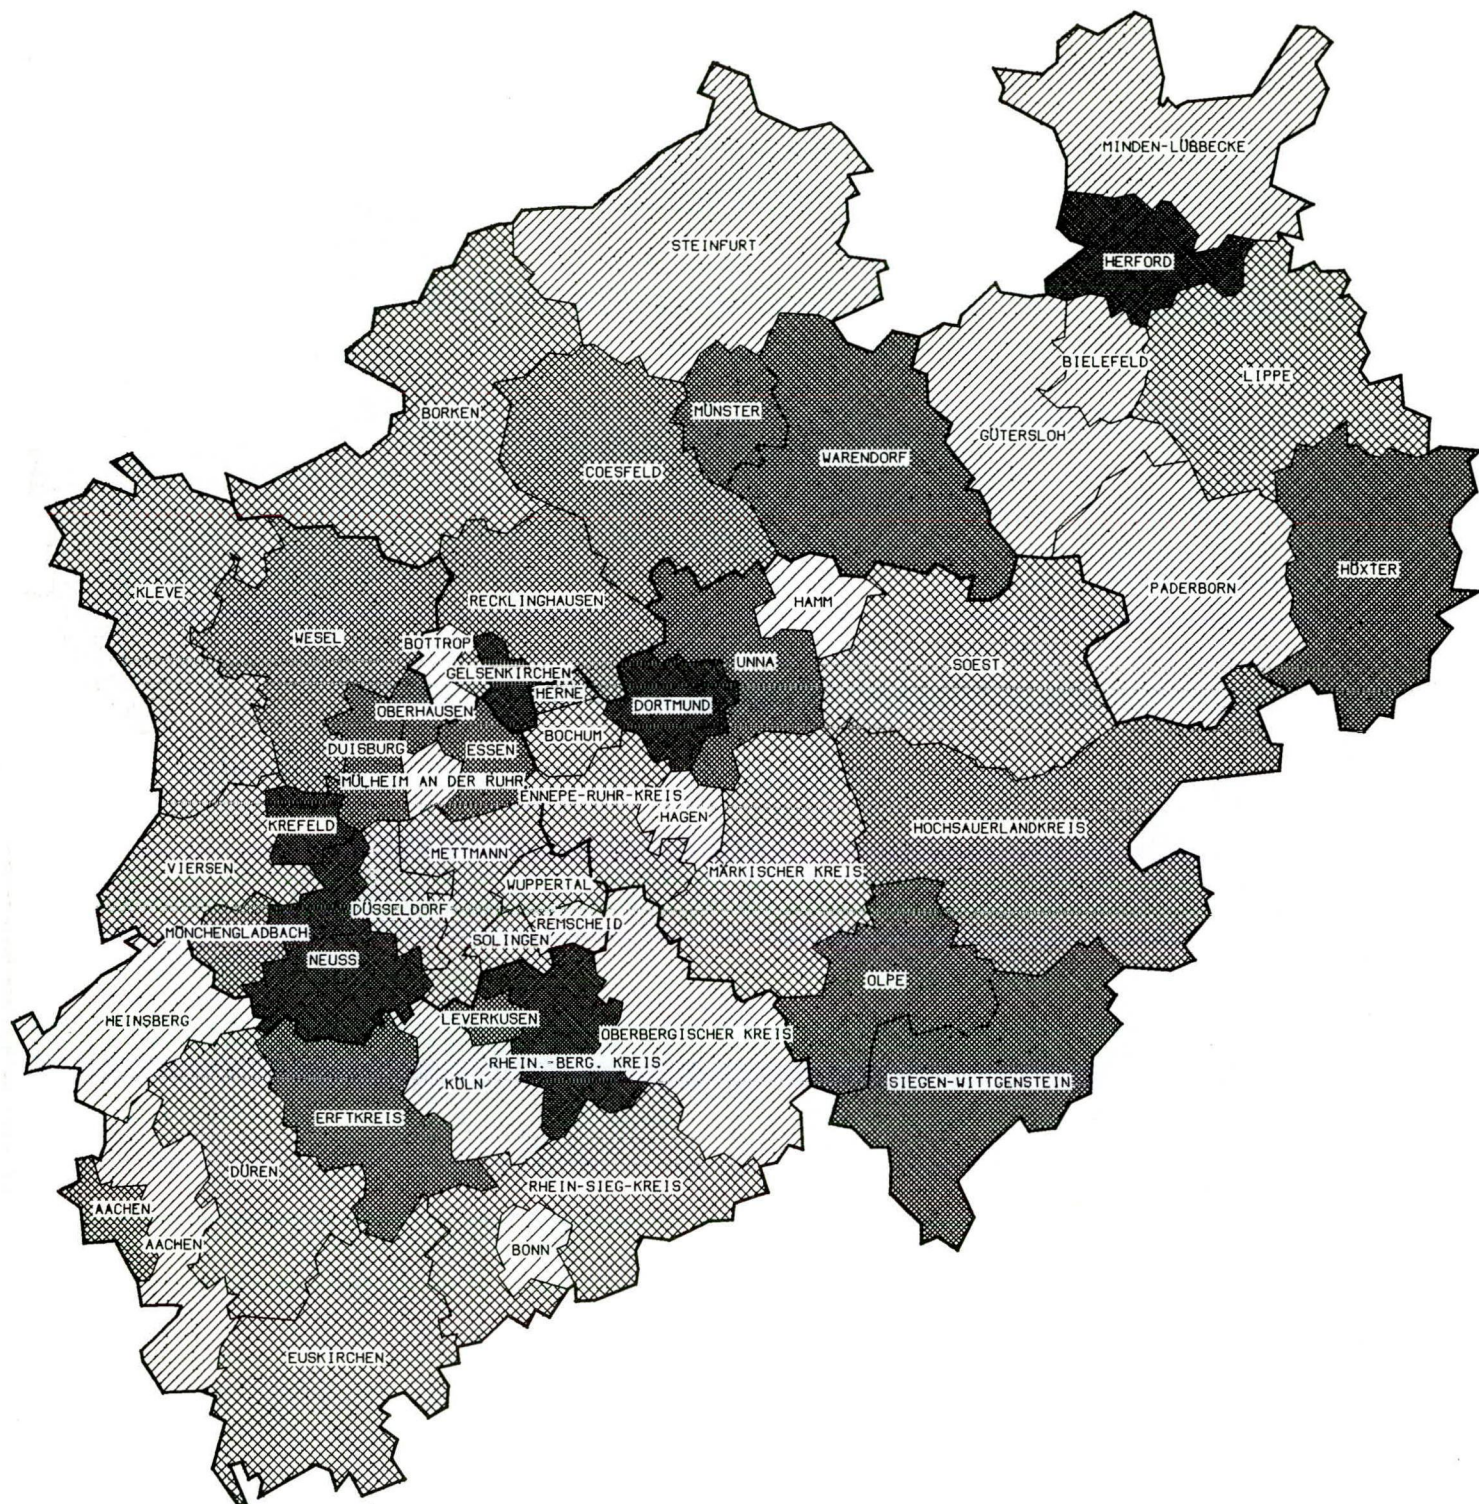 MINDEN-LÜBBECKE
STEINFURT
HERFORD
BIELEFELD
LIPPE
BORKEN
MÜNSTER
GÜTERSLOH
WARENDORF
COESFELD
HÖXTER
KLEVE
PADERBORN
RECKLINGHAUSEN
HAMM
WESEL
BOTTROP
UNNA
SOEST
GELSENKIRCHEN
HERNE
DORTMUND
OBERHAUSEN
BOCHUM
DUISBURG
ESSEN
MÜLHEIM AN DER RUHR
ENNEPE-RUHR-KREIS
HAGEN
KREFELD
HOCHSAUERLANDKREIS
METTMANN
VIERSEN
MÄRKISCHER KREIS
WUPPERTAL
DÜSSELDORF
REMSCHEID
MÖNCHENGLADBACH
SOLINGEN
NEUSS
OLPE
HEINSBERG
LEVERKUSEN
OBERBERGISCHER KREIS
RHEIN.-BERG. KREIS
KÖLN
SIEGEN-WITTGENSTEIN
ERFTKREIS
DÜREN
RHEIN-SIEG-KREIS
AACHEN
AACHEN
BONN
EUSKIRCHEN